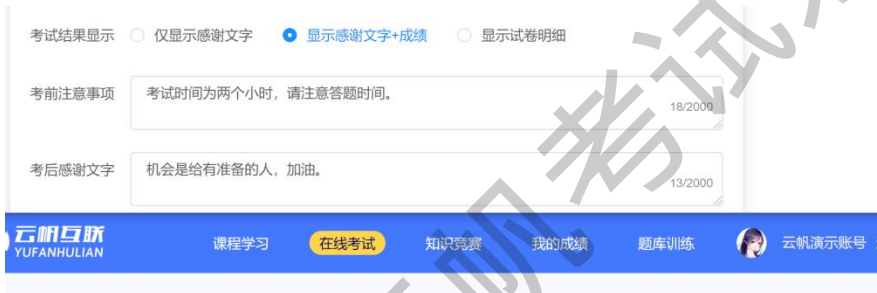 考试结果显示 仅显示感谢文字 显示感谢文字+成绩 显示试卷明细
考前注意事项 考试时间为两个小时，请注意答题时间。
18/2000
考后感谢文字 机会是给有准备的人，加油。
13/2000
云帆互联
YUFANHULIAN
课程学习 在线考试 知识竞赛 我的成绩 题库训练 云帆演示账号
帆考试